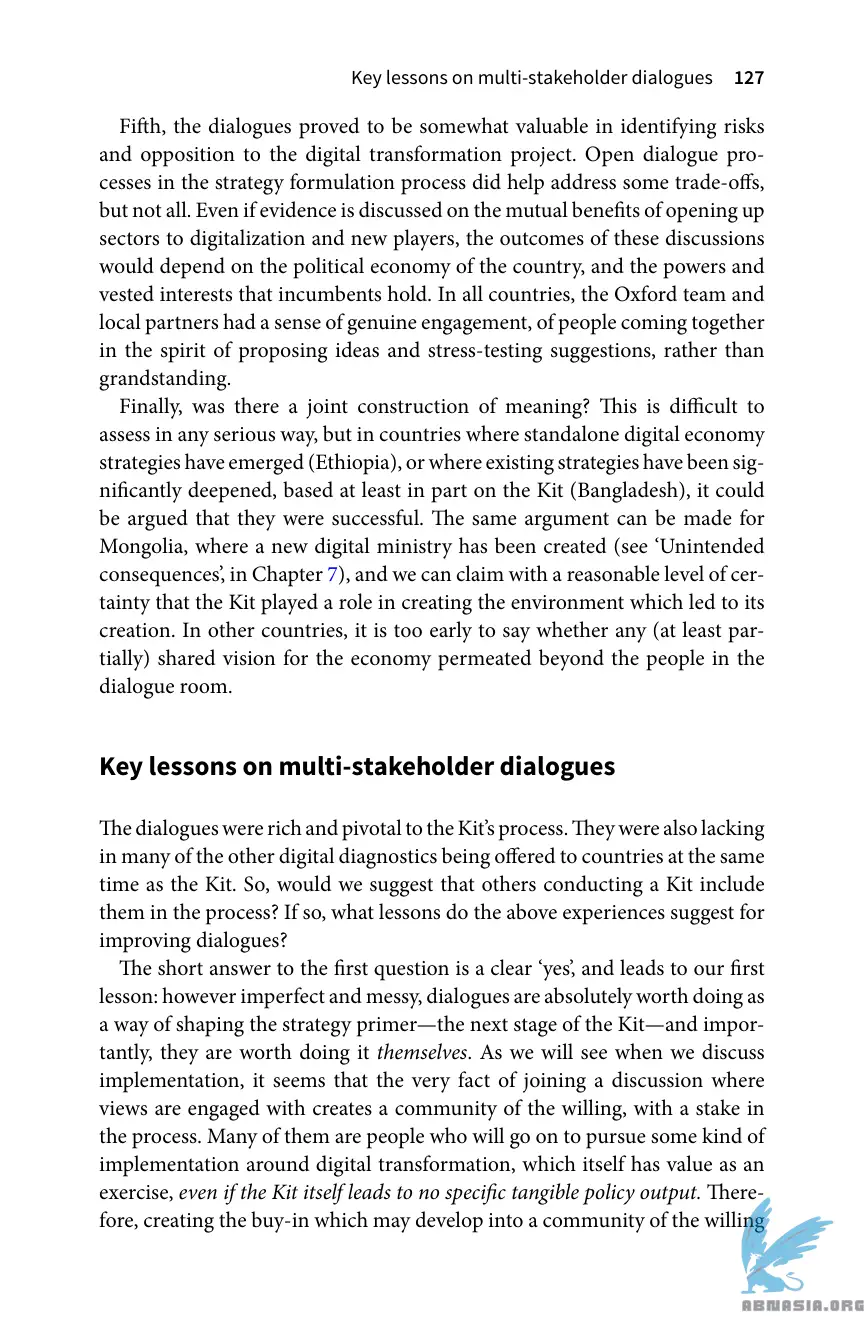 Key lessons on multi-stakeholder dialogues 127
Fifth, the dialogues proved to be somewhat valuable in identifying risks
and opposition to the digital transformation project. Open dialogue pro-
cesses in the strategy formulation process did help address some trade-offs,
but not all. Even if evidence is discussed on the mutual benefits of opening up
sectors to digitalization and new players, the outcomes of these discussions
would depend on the political economy of the country, and the powers and
vested interests that incumbents hold. In all countries, the Oxford team and
local partners had a sense of genuine engagement, of people coming together
in the spirit of proposing ideas and stress-testing suggestions, rather than
grandstanding.
Finally, was there a joint construction of meaning? This is difficult to
assess in any serious way, but in countries where standalone digital economy
strategies have emerged (Ethiopia), or where existing strategies have been sig-
nificantly deepened, based at least in part on the Kit (Bangladesh), it could
be argued that they were successful. The same argument can be made for
Mongolia, where a new digital ministry has been created (see ‘Unintended
consequences’, in Chapter 7), and we can claim with a reasonable level of cer-
tainty that the Kit played a role in creating the environment which led to its
creation. In other countries, it is too early to say whether any (at least par-
tially) shared vision for the economy permeated beyond the people in the
dialogue room.
Key lessons on multi-stakeholder dialogues
The dialogues were rich and pivotal to the Kit’s process. They were also lacking
in many of the other digital diagnostics being offered to countries at the same
time as the Kit. So, would we suggest that others conducting a Kit include
them in the process? If so, what lessons do the above experiences suggest for
improving dialogues?
The short answer to the first question is a clear ‘yes’, and leads to our first
lesson: however imperfect and messy, dialogues are absolutely worth doing as
a way of shaping the strategy primer—the next stage of the Kit—and impor-
tantly, they are worth doing it themselves. As we will see when we discuss
implementation, it seems that the very fact of joining a discussion where
views are engaged with creates a community of the willing, with a stake in
the process. Many of them are people who will go on to pursue some kind of
implementation around digital transformation, which itself has value as an
exercise, even if the Kit itself leads to no specific tangible policy output. There-
fore, creating the buy-in which may develop into a community of the willing
ABNASIA.ORG